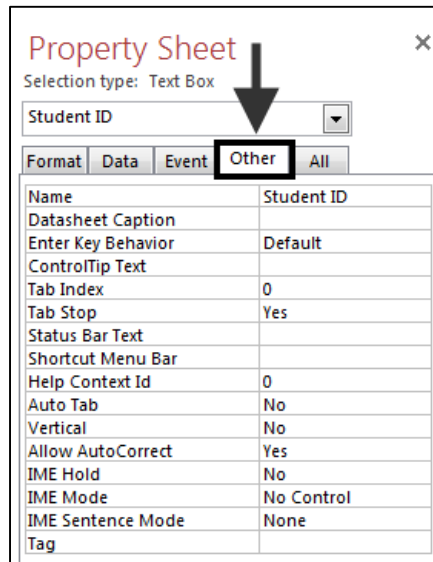 Property Sheet
Selection type: Text Box
Student ID
Format Data Event Other All
Name Student ID
Datasheet Caption
Enter Key Behavior Default
ControlTip Text
Tab Index 0
Tab Stop Yes
Status Bar Text
Shortcut Menu Bar
Help Context Id 0
Auto Tab No
Vertical No
Allow AutoCorrect Yes
IME Hold No
IME Mode No Control
IME Sentence Mode None
Tag